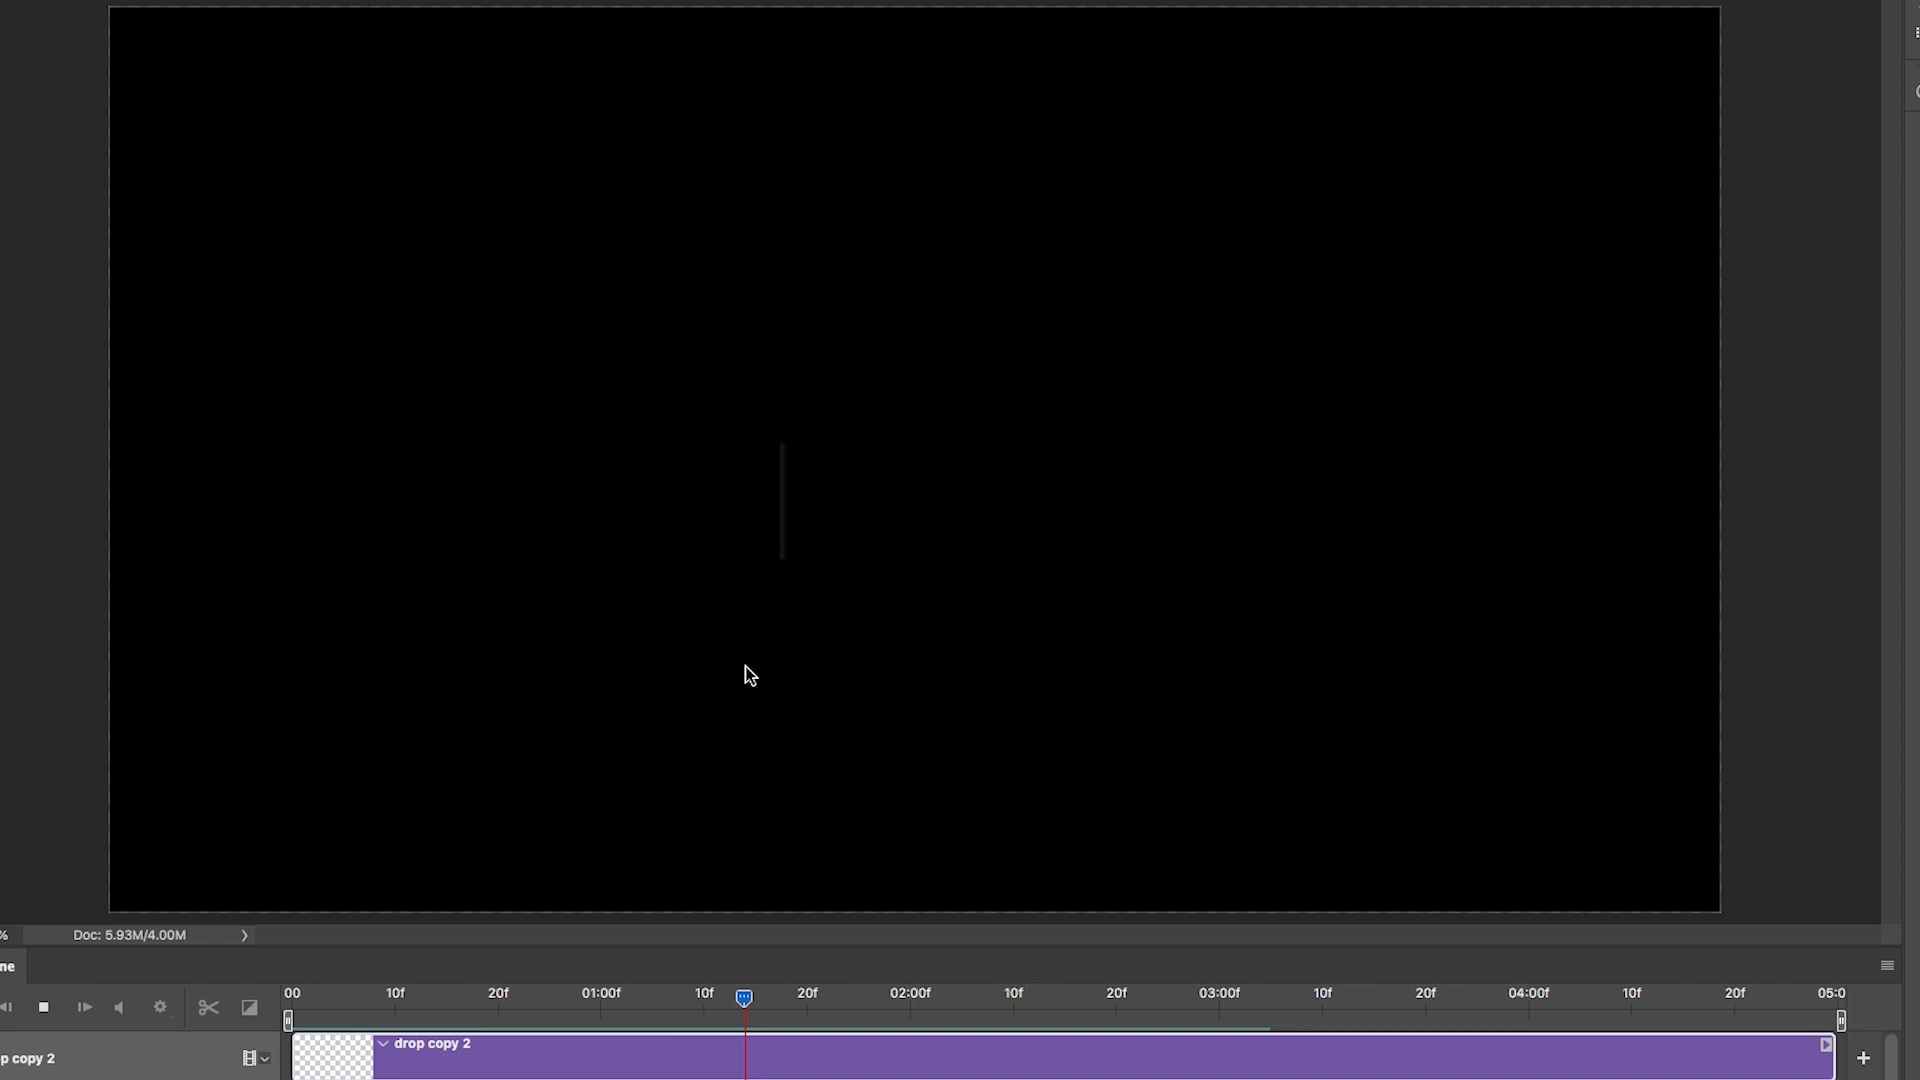 %
Doc: 5.93M/4.00M
ne
00 10f 20f 01:00f 10f 20f 02:00f 10f 20f 03:00f 10f 20f 04:00f 10f 20f 05:0
drop copy 2
p copy 2